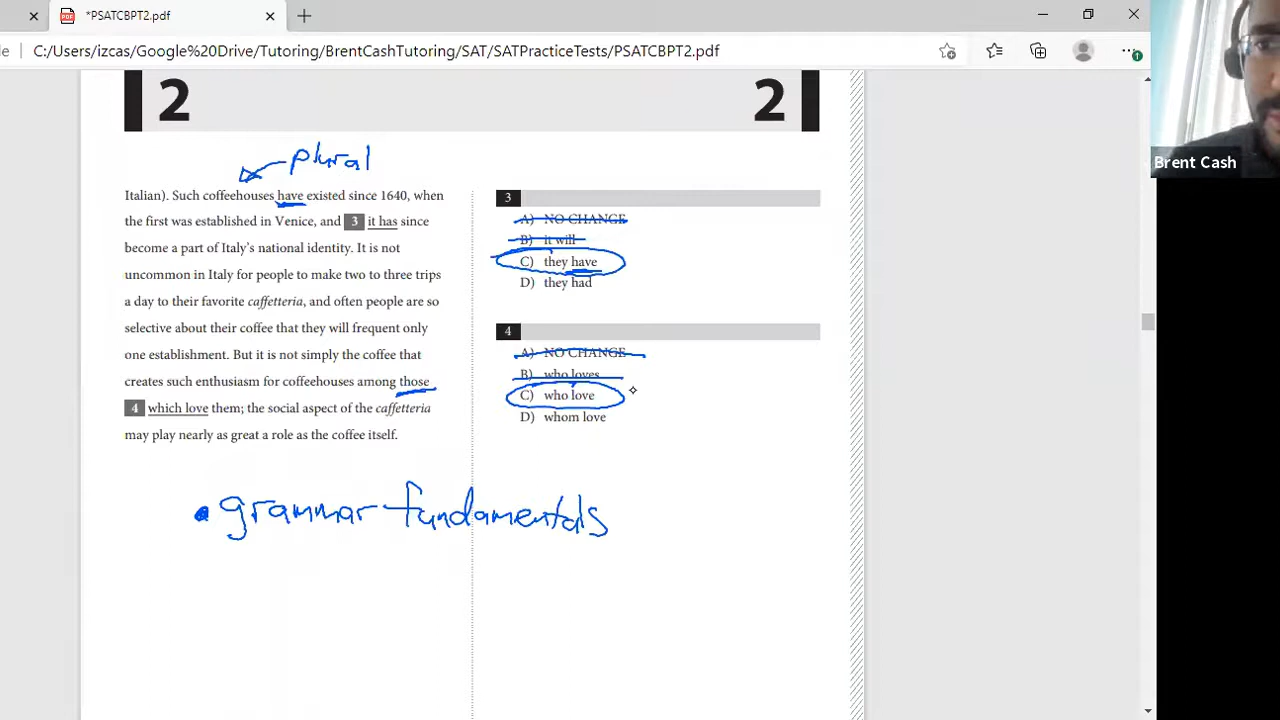 *PSATCBPT2.pdf
C:/Users/izcas/Google%20Drive/Tutoring/BrentCashTutoring/SAT/SATPracticeTests/PSATCBPT2.pdf
2 2
Brent Cash
plural
Italian). Such coffeehouses have existed since 1640, when
the first was established in Venice, and 3 it has since
become a part of Italy's national identity. It is not
uncommon in Italy for people to make two to three trips
a day to their favorite caffetteria, and often people are so
selective about their coffee that they will frequent only
one establishment. But it is not simply the coffee that
creates such enthusiasm for coffeehouses among those
4 which love them; the social aspect of the caffetteria
may play nearly as great a role as the coffee itself.
3
A) NO CHANGE
B) it will
C) they have
D) they had
4
A) NO CHANGE
B) who loves
C) who love
D) whom love
• grammar fundamentals